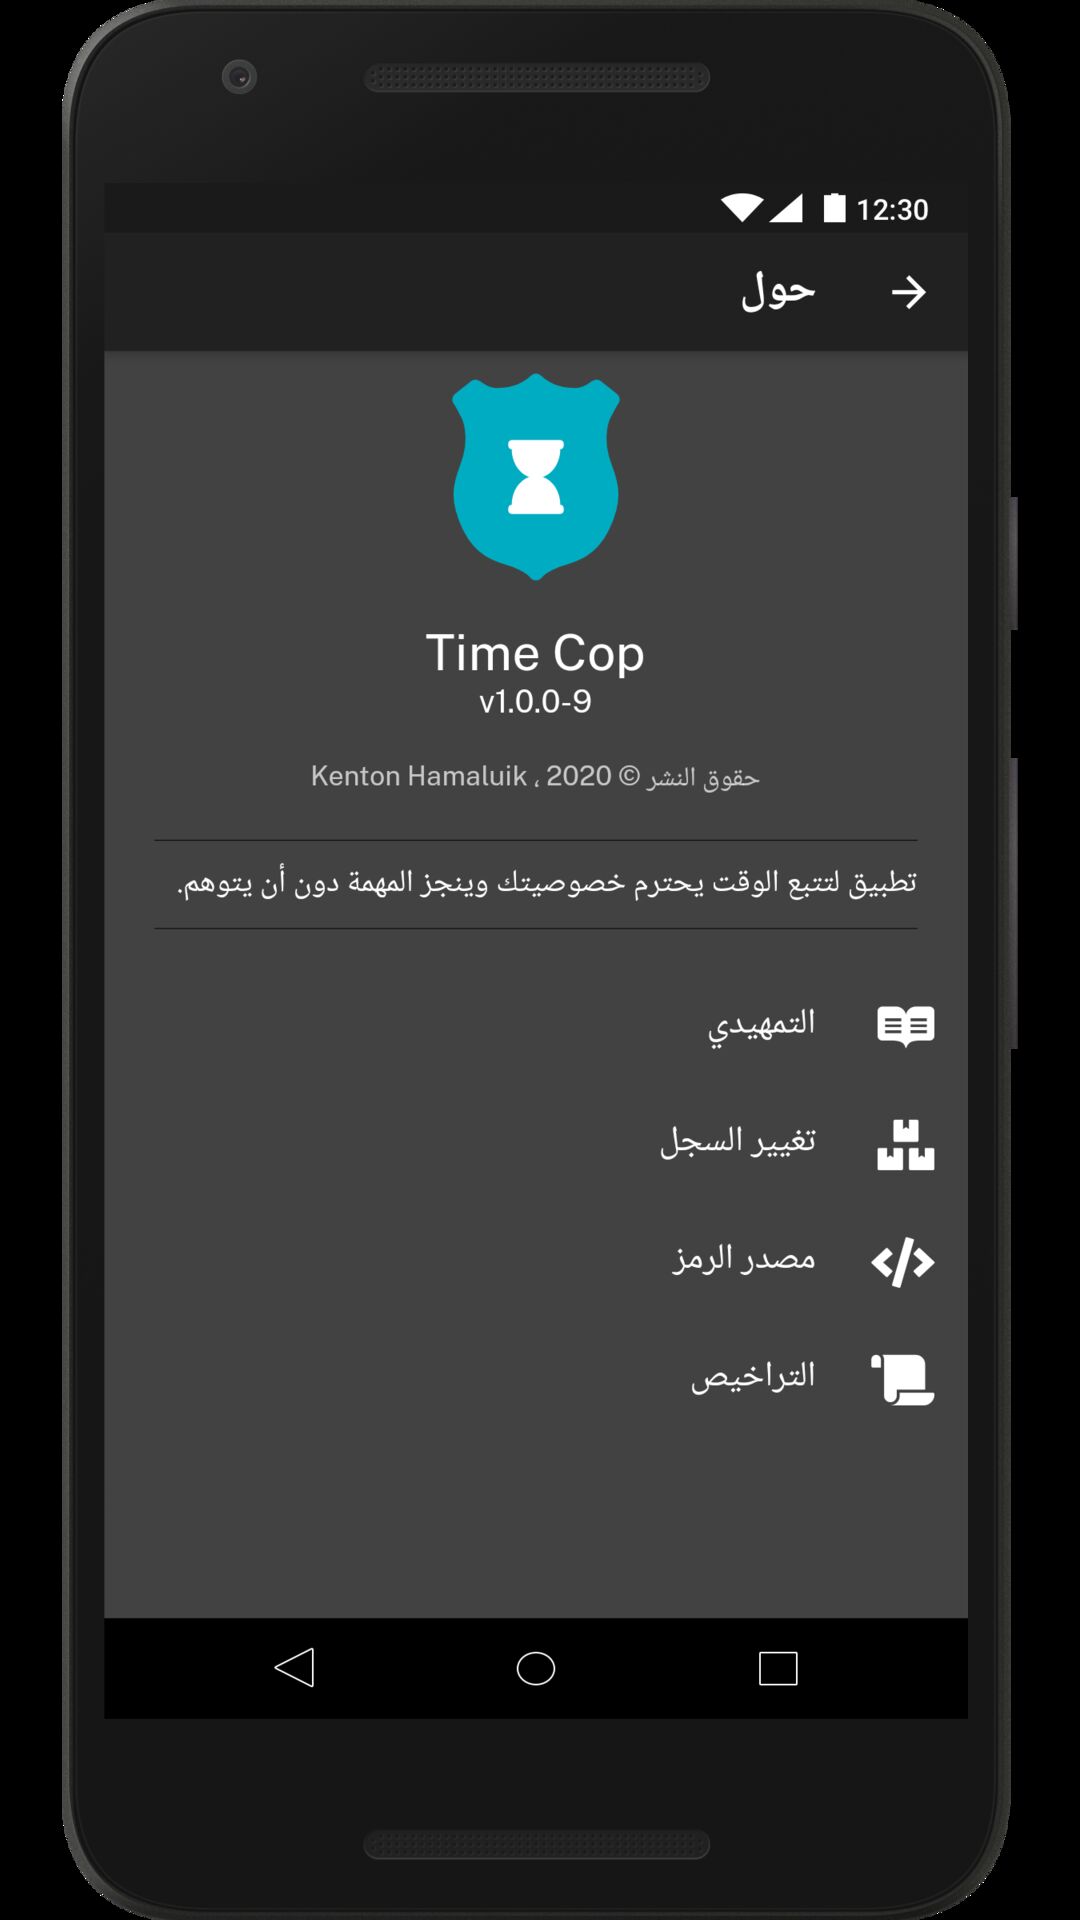 12:30
حول
Time Cop
v1.0.0-9
حقوق النشر © 2020 ، Kenton Hamaluik
تطبيق لتتبع الوقت يحترم خصوصيتك وينجز المهمة دون أن يتوهم.
التمهيدي
تغيير السجل
مصدر الرمز
التراخيص